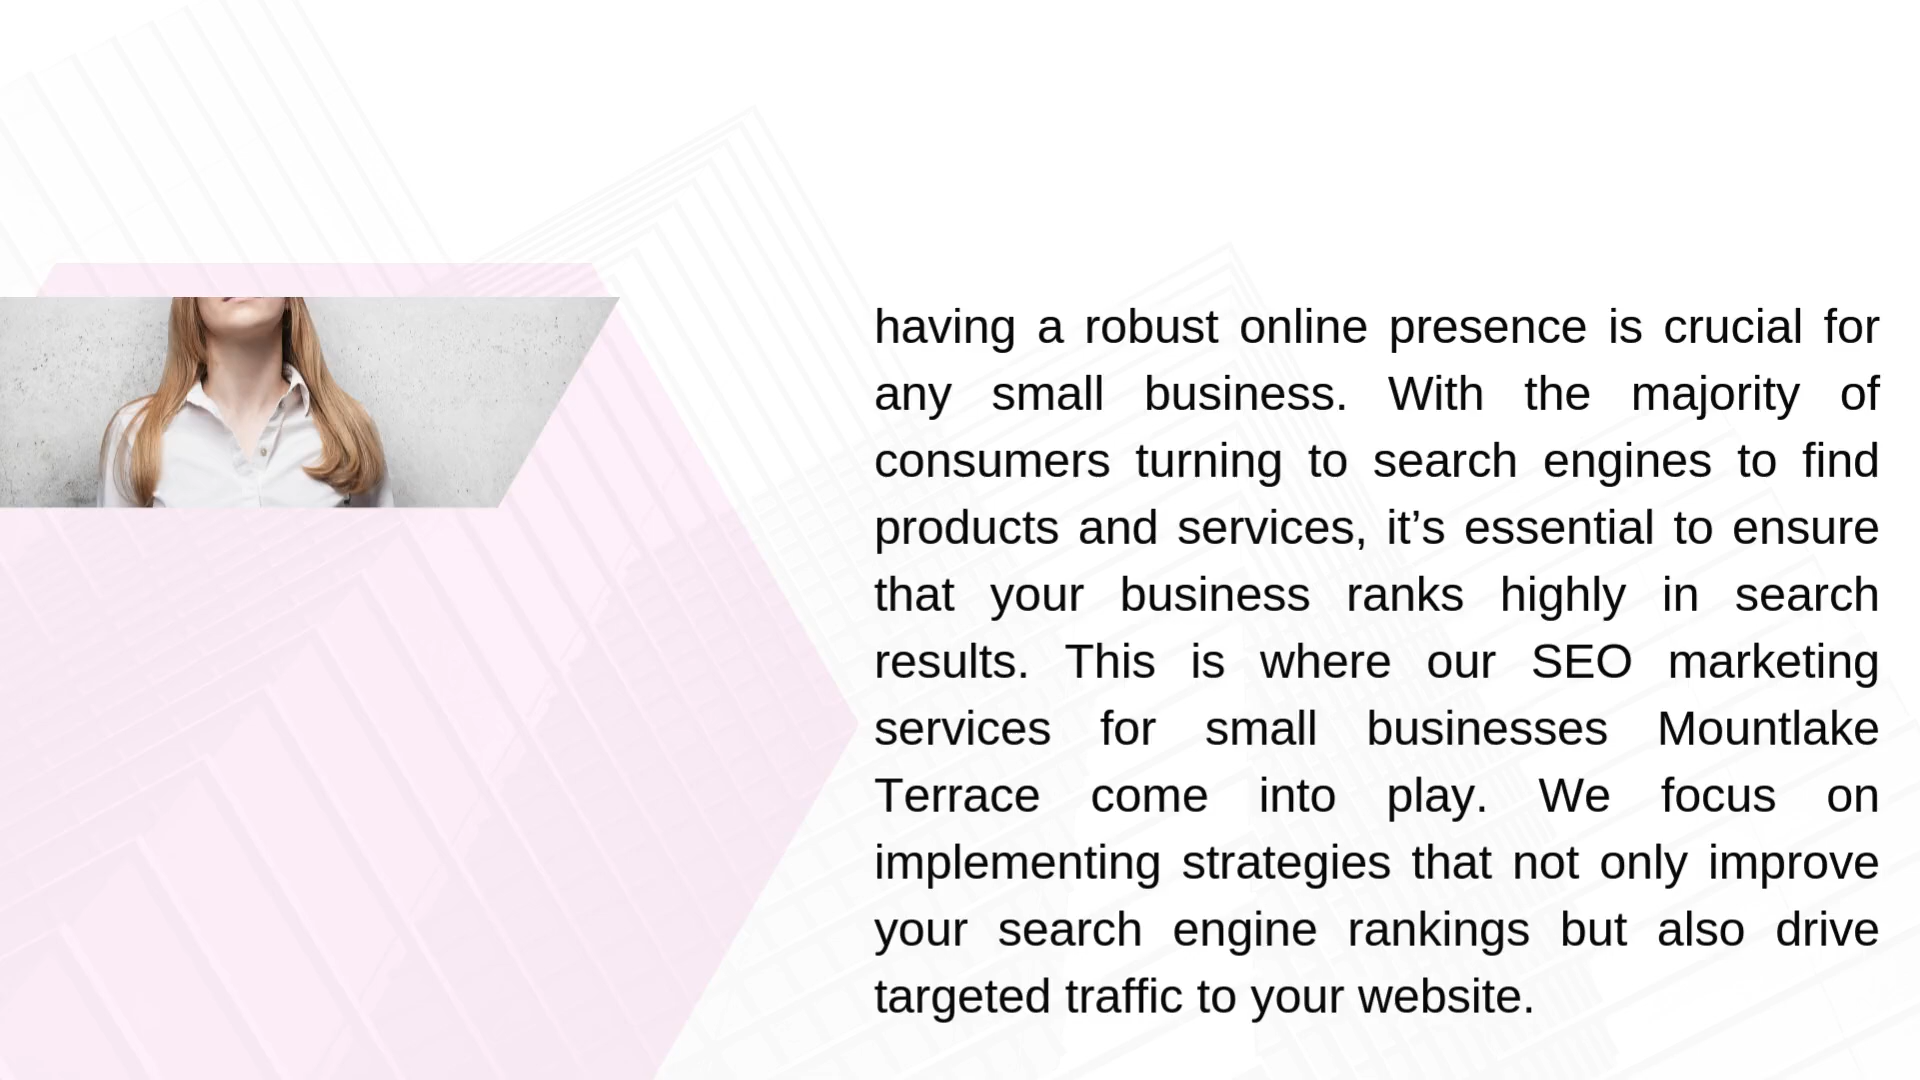 having a robust online presence is crucial for
any small business. With the majority of
consumers turning to search engines to find
products and services, it’s essential to ensure
that your business ranks highly in search
results. This is where our SEO marketing
services for small businesses Mountlake
Terrace come into play. We focus on
implementing strategies that not only improve
your search engine rankings but also drive
targeted traffic to your website.